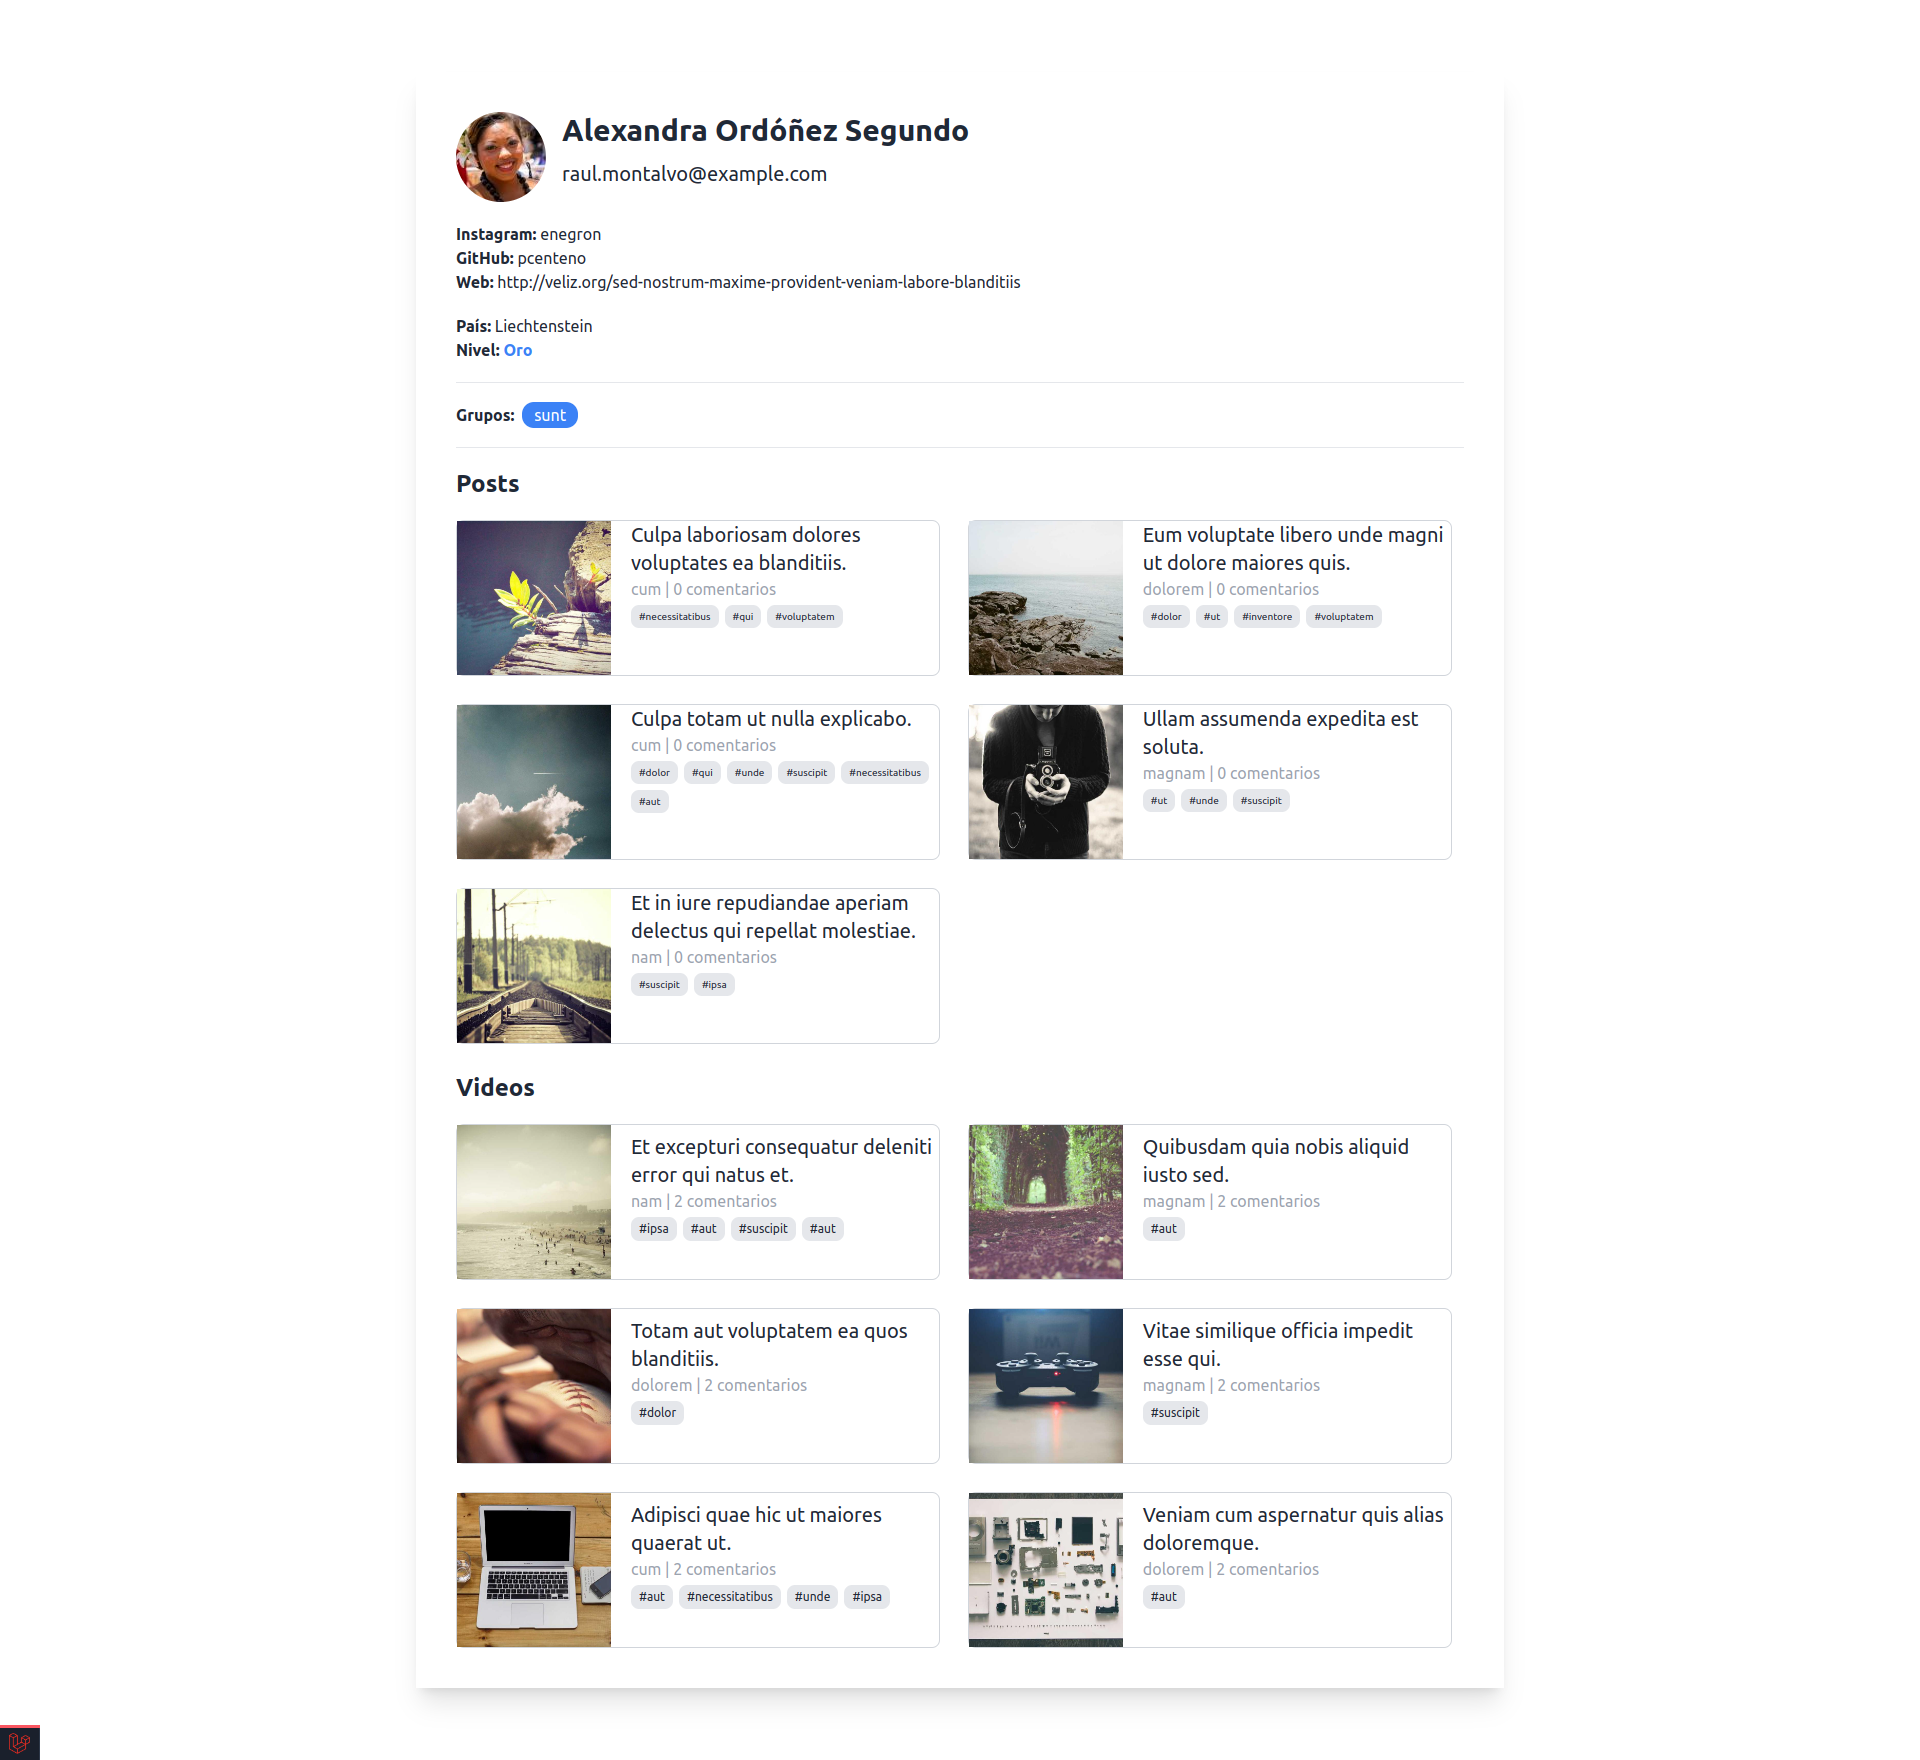 Alexandra Ordóñez Segundo
raul.montalvo@example.com
Instagram: enegron
GitHub: pcenteno
Web: http://veliz.org/sed-nostrum-maxime-provident-veniam-labore-blanditiis
País: Liechtenstein
Nivel: Oro
Grupos: sunt
Posts
Culpa laboriosam dolores
voluptates ea blanditiis.
cum | 0 comentarios
#necessitatibus #qui #voluptatem
Eum voluptate libero unde magni
ut dolore maiores quis.
dolorem | 0 comentarios
#dolor #ut #inventore #voluptatem
Culpa totam ut nulla explicabo.
cum | 0 comentarios
#dolor #qui #unde #suscipit #necessitatibus
#aut
Ullam assumenda expedita est
soluta.
magnam | 0 comentarios
#ut #unde #suscipit
Et in iure repudiandae aperiam
delectus qui repellat molestiae.
nam | 0 comentarios
#suscipit #ipsa
Videos
Et excepturi consequatur deleniti
error qui natus et.
nam | 2 comentarios
#ipsa #aut #suscipit #aut
Quibusdam quia nobis aliquid
iusto sed.
magnam | 2 comentarios
#aut
Totam aut voluptatem ea quos
blanditiis.
dolorem | 2 comentarios
#dolor
Vitae similique officia impedit
esse qui.
magnam | 2 comentarios
#suscipit
Adipisci quae hic ut maiores
quaerat ut.
cum | 2 comentarios
#aut #necessitatibus #unde #ipsa
Veniam cum aspernatur quis alias
doloremque.
dolorem | 2 comentarios
#aut